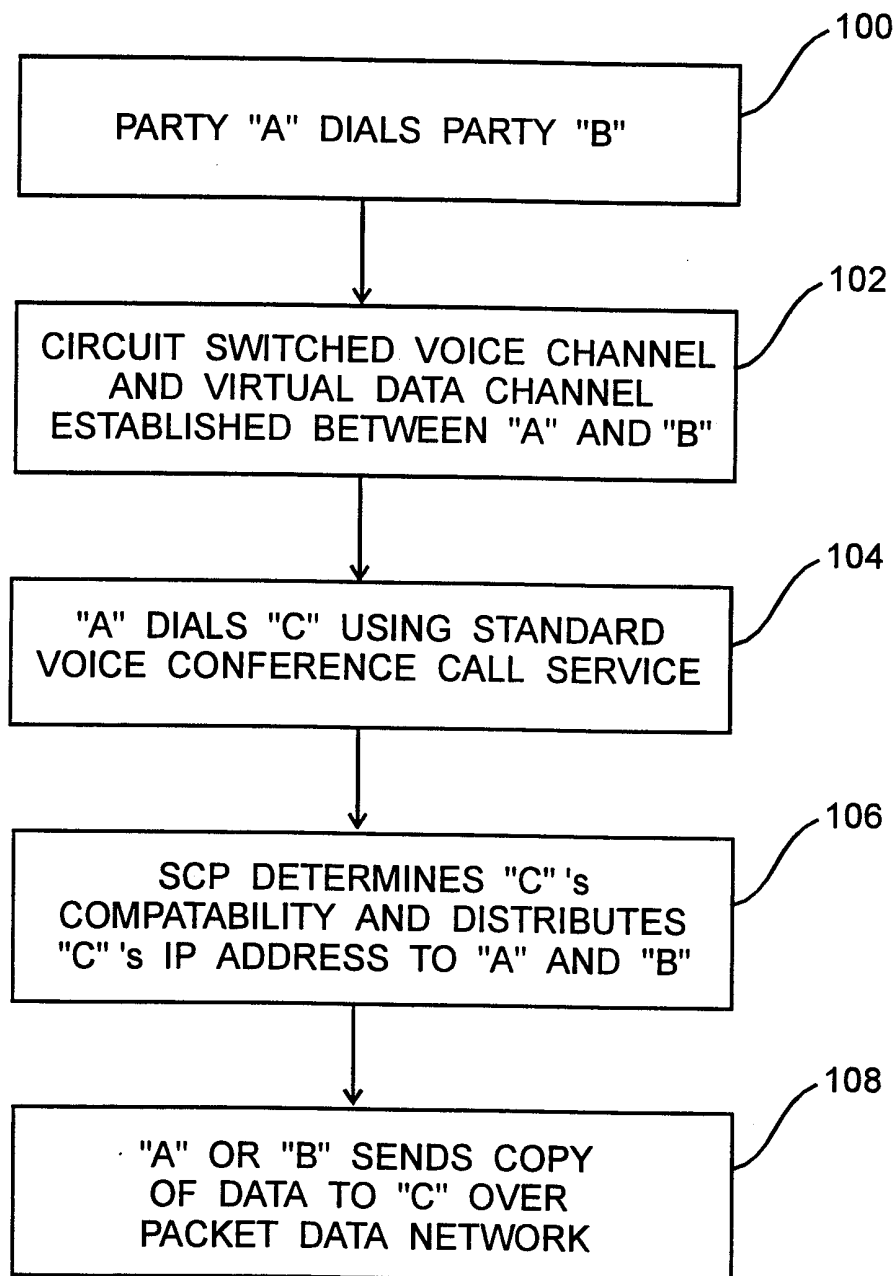 100
PARTY "A" DIALS PARTY "B"
102
CIRCUIT SWITCHED VOICE CHANNEL
AND VIRTUAL DATA CHANNEL
ESTABLISHED BETWEEN "A" AND "B"
104
"A" DIALS "C" USING STANDARD
VOICE CONFERENCE CALL SERVICE
106
SCP DETERMINES "C"'s
COMPATABILITY AND DISTRIBUTES
"C"'s IP ADDRESS TO "A" AND "B"
108
"A" OR "B" SENDS COPY
OF DATA TO "C" OVER
PACKET DATA NETWORK